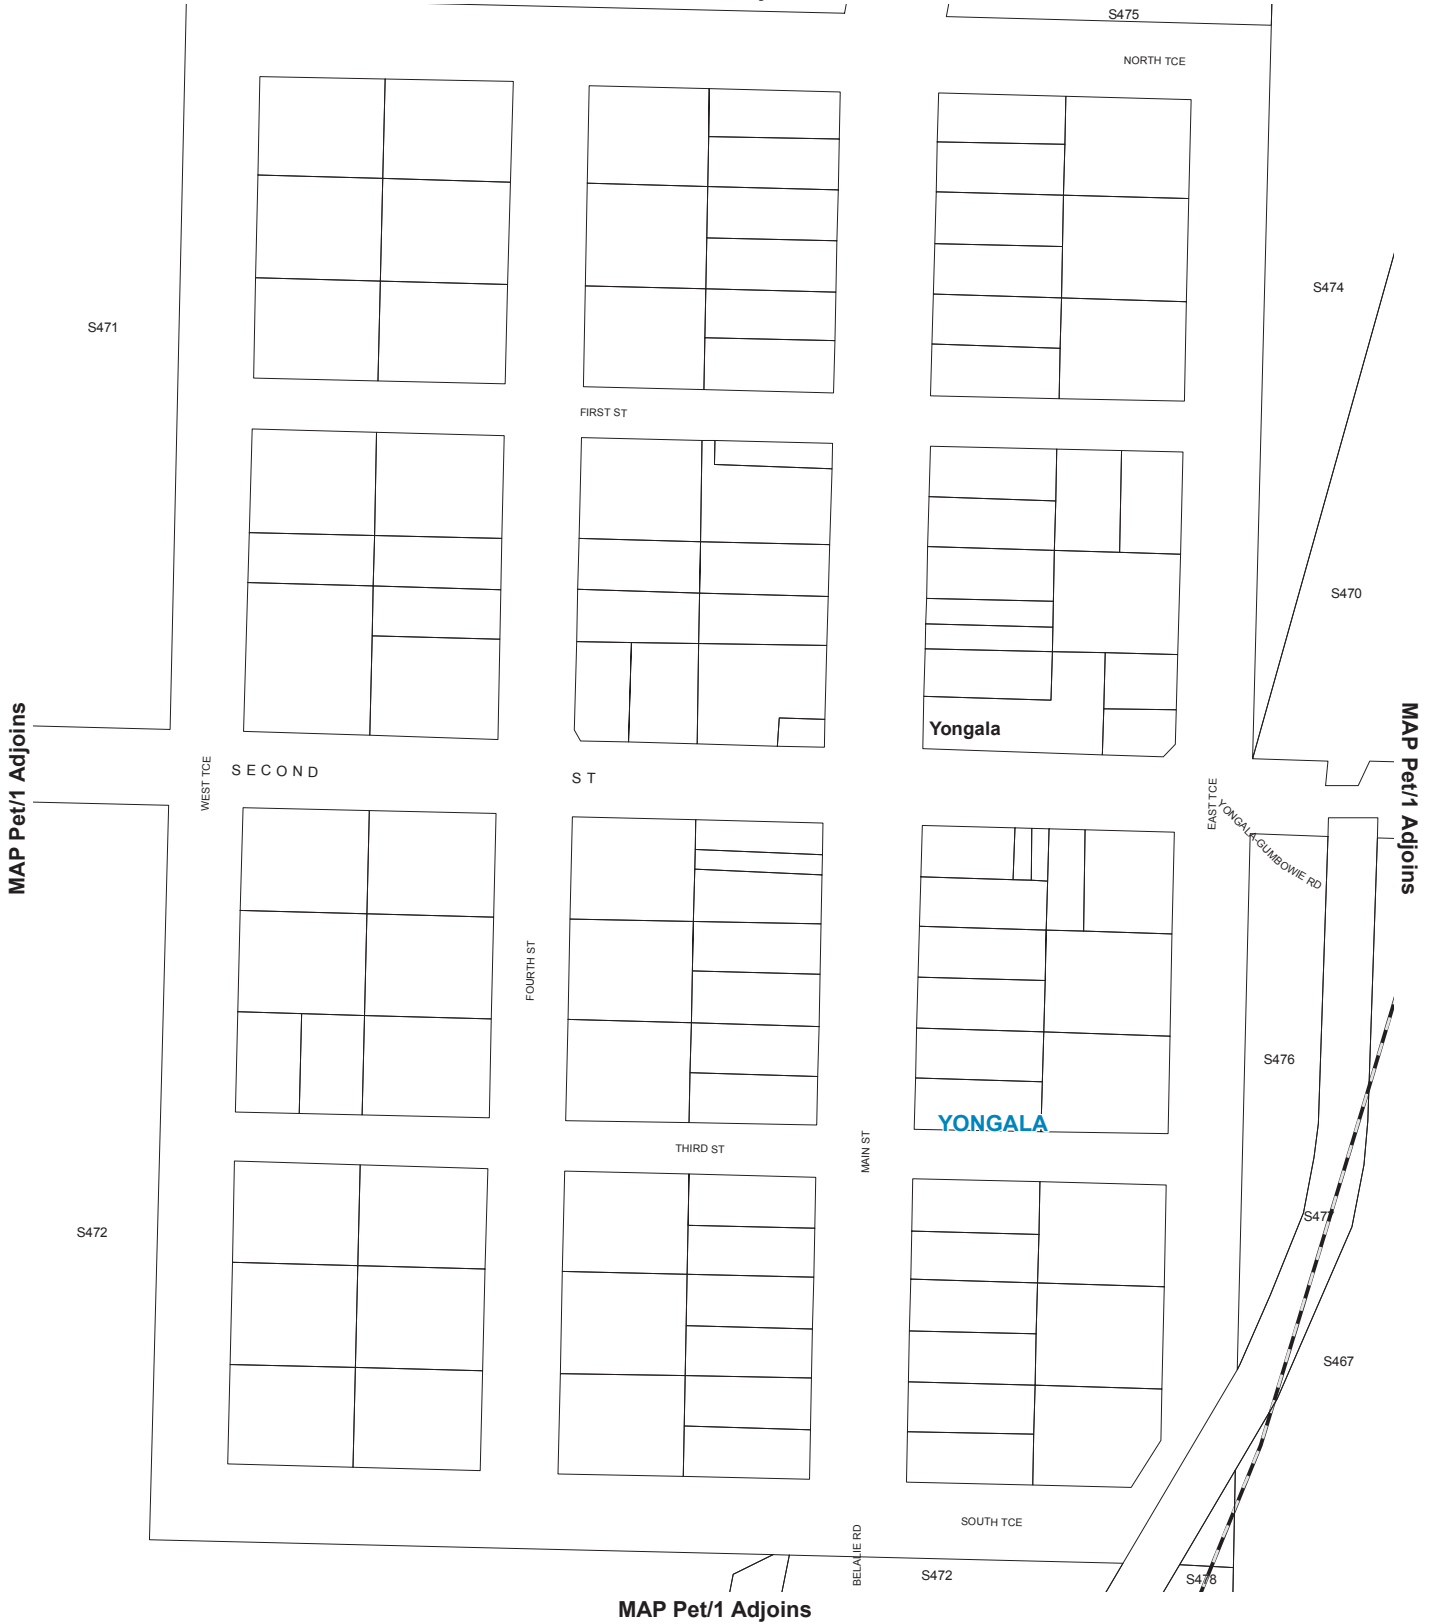 S475
NORTH TCE
S474
S471
FIRST ST
S470
MAP Pet/1 Adjoins
MAP Pet/1 Adjoins
Yongala
WEST TCE
SECOND ST
EAST TCE
YONGALA-GUMBOWIE RD
FOURTH ST
S476
YONGALA
THIRD ST
MAIN ST
S472
S477
S467
SOUTH TCE
BELALIE RD
S472
S478
MAP Pet/1 Adjoins